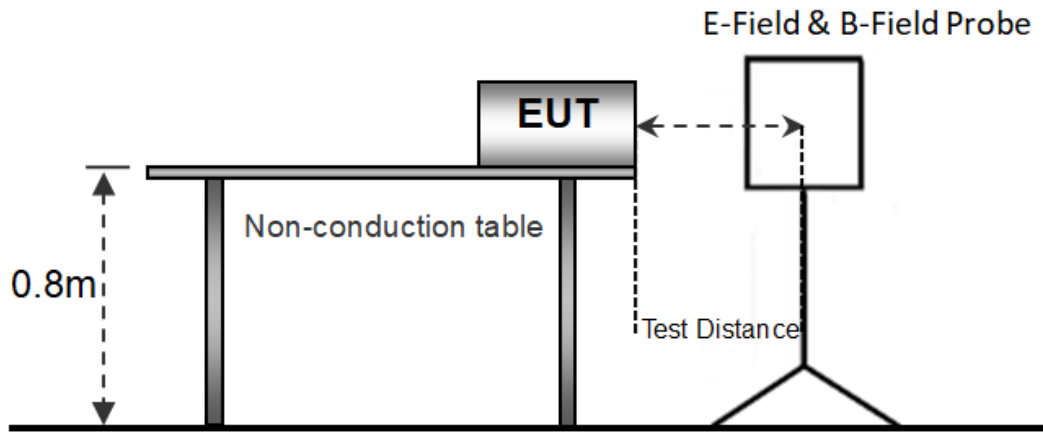 E-Field & B-Field Probe
EUT
Non-conduction table
0.8m
Test Distance